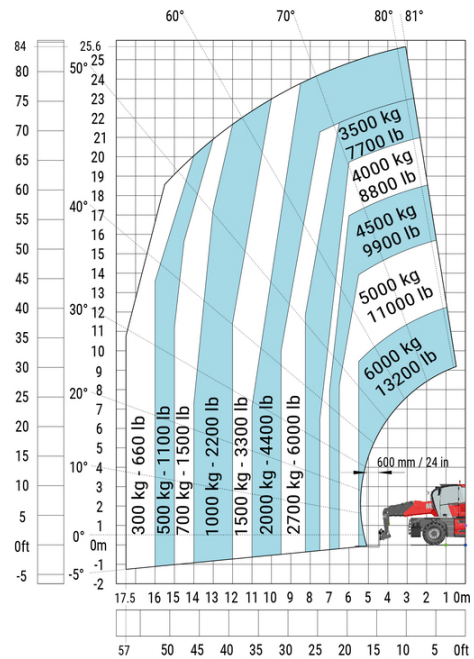 60°
70°
80°
81°
84
80
75
70
65
60
55
50
45
40
35
30
25
20
15
10
5
0ft
-5
50°
40°
30°
20°
10°
0°
-5°
25.6
25
24
23
22
21
20
19
18
17
16
15
14
13
12
11
10
9
8
7
6
5
4
3
2
1
0m
-1
-2
3500 kg
7700 lb
4000 kg
8800 lb
4500 kg
9900 lb
5000 kg
11000 lb
6000 kg
13200 lb
300 kg - 660 lb
500 kg - 1100 lb
700 kg - 1500 lb
1000 kg - 2200 lb
1500 kg - 3300 lb
2000 kg - 4400 lb
2700 kg - 6000 lb
600 mm / 24 in
17.5 16 15 14 13 12 11 10 9 8 7 6 5 4 3 2 1 0m
57 50 45 40 35 30 25 20 15 10 5 0ft